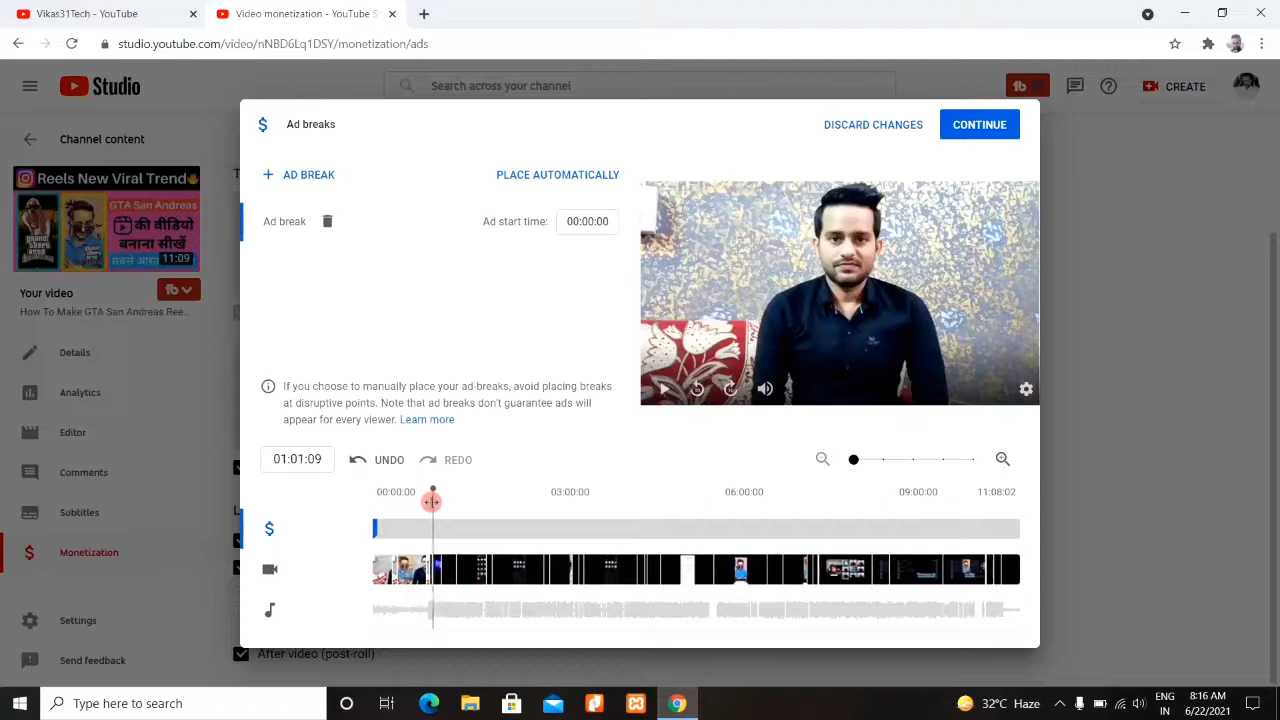 Vikas31Tech - YouTube
Video monetization - YouTube S
studio.youtube.com/video/nNBD6Lq1DSY/monetization/ads
Studio
Search across your channel
CREATE
Ad breaks
DISCARD CHANGES
CONTINUE
Channel content
AD BREAK
PLACE AUTOMATICALLY
Reels New Viral Trend
Ad break
Ad start time:
00:00:00
GTA San Andreas
की वीडियो
बनाना सीखें
11:09
Your video
How To Make GTA San Andreas Ree...
Details
Analytics
Editor
Comments
Subtitles
Monetization
Settings
Send feedback
If you choose to manually place your ad-breaks, avoid placing breaks
at disruptive points. Note that ad breaks don't guarantee ads will
appear for every viewer. Learn more
01:01:09
UNDO
REDO
00:00:00
03:00:00
06:00:00
09:00:00
11:08:02
After video (post-roll)
Type here to search
32°C Haze
ENG
IN
8:16 AM
6/22/2021